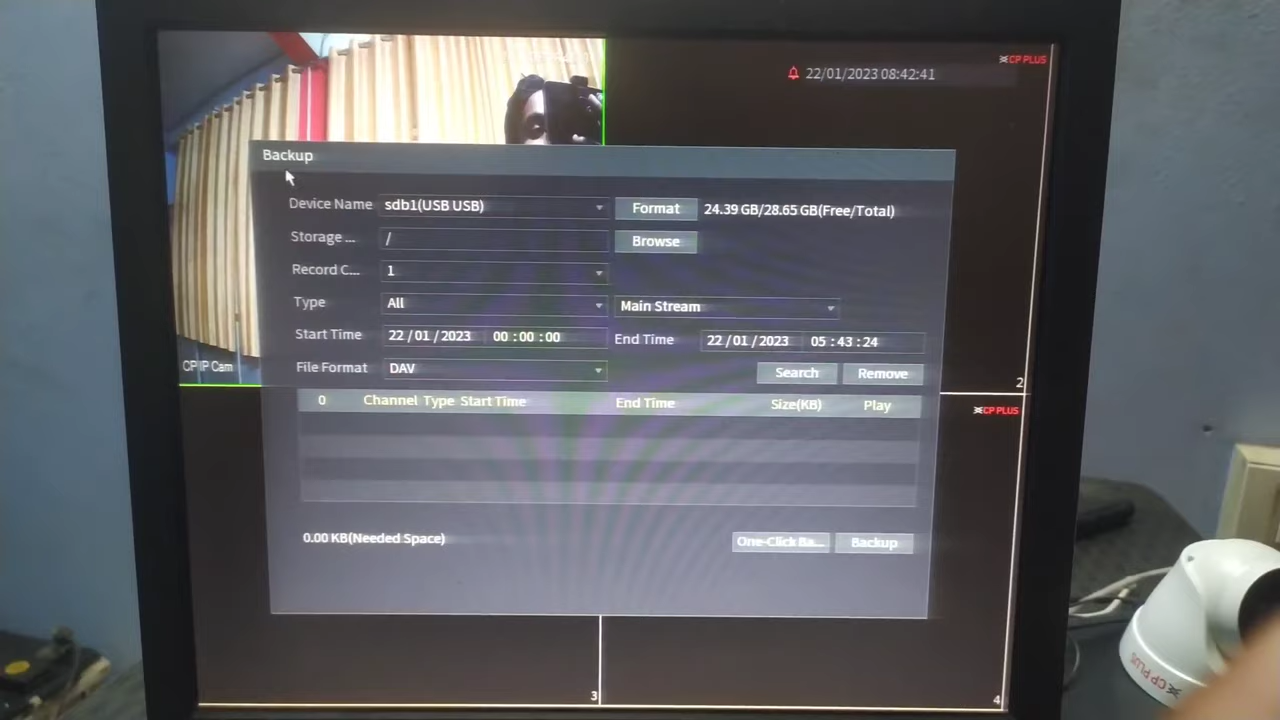 CP PLUS
22/01/2023 08:42:41
Backup
Device Name sdb1(USB USB) Format 24.39 GB/28.65 GB(Free/Total)
Storage ... / Browse
Record C... 1
Type All Main Stream
Start Time 22 /01 /2023 00 :00 :00 End Time 22 /01 /2023 05 :43 :24
File Format DAV Search Remove
CP IP Cam
2
0 Channel Type Start Time End Time Size(KB) Play
CP PLUS
0.00 KB(Needed Space) One-Click Ba... Backup
3
4
CP PLUS